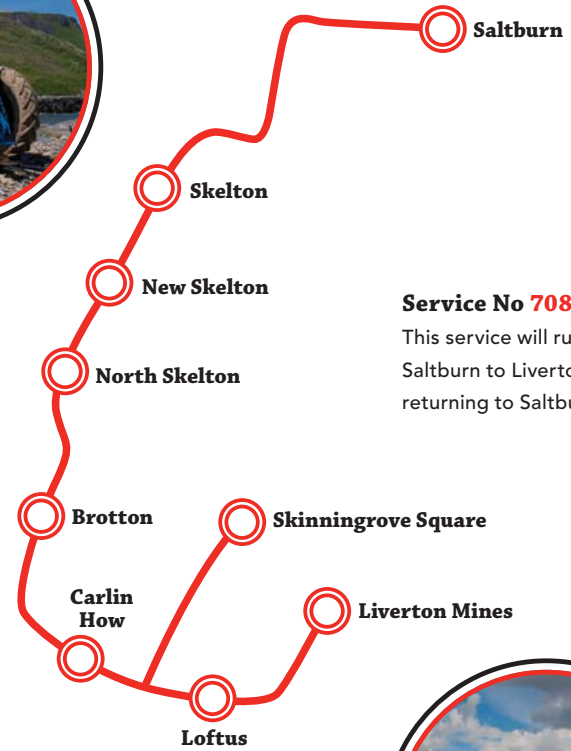 Saltburn
Skelton
New Skelton
Service No 708
This service will ru
North Skelton
Saltburn to Liverto
returning to Saltbu
Brotton
Skinningrove Square
Carlin
How
Liverton Mines
Loftus